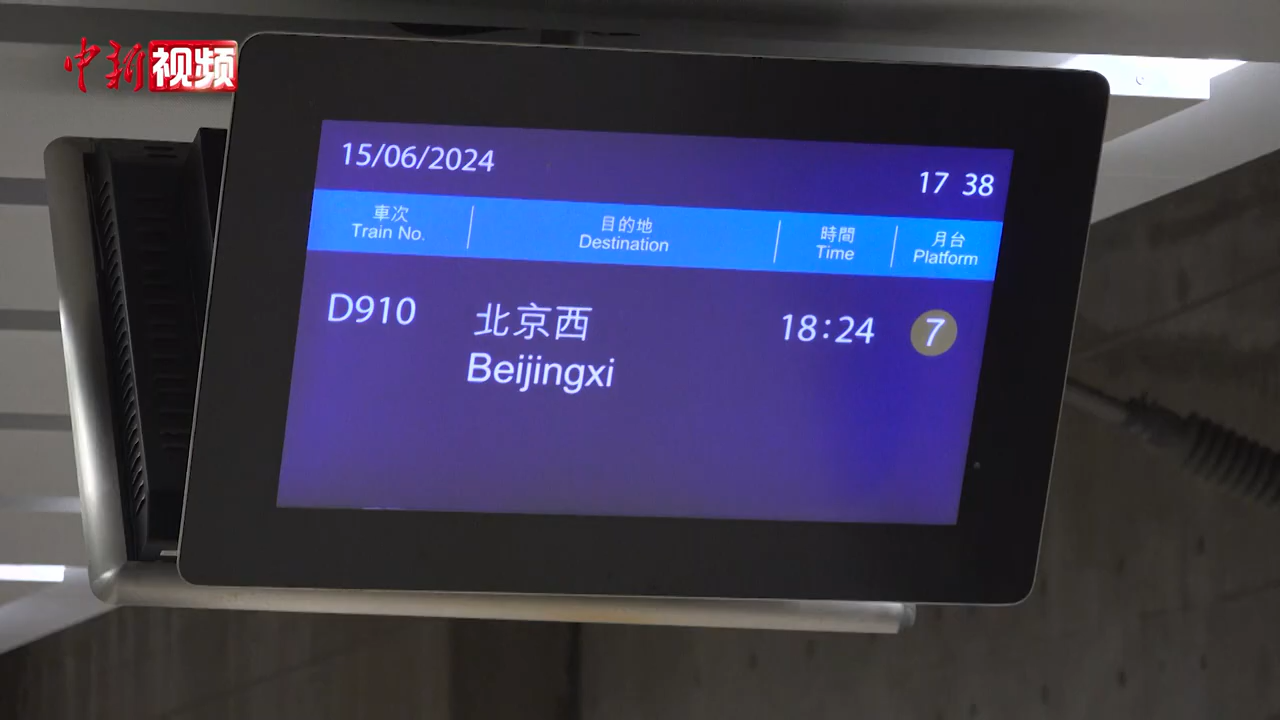 中新视频
15/06/2024
17 38
車次
Train No.
目的地
Destination
時間
Time
月台
Platform
D910
北京西
Beijingxi
18:24
7